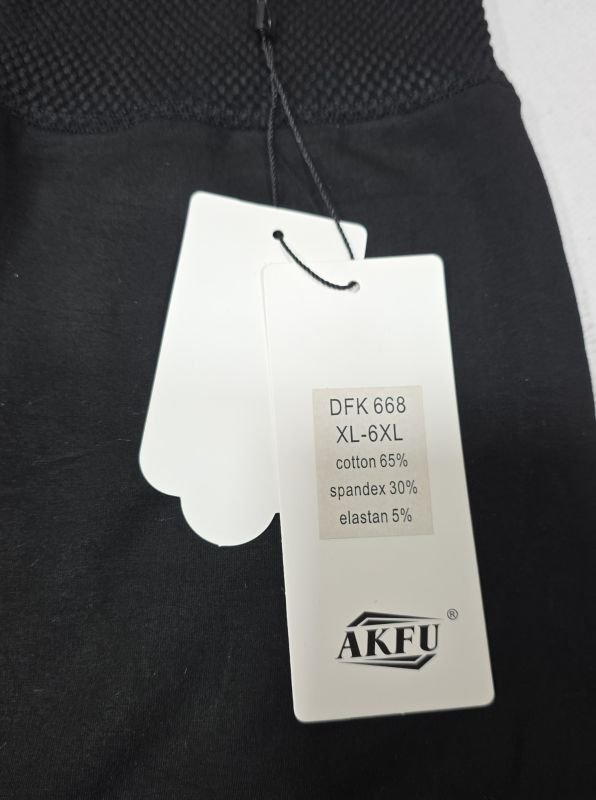 DFK 668
XL-6XL
cotton 65%
spandex 30%
elastan 5%
AKFU®